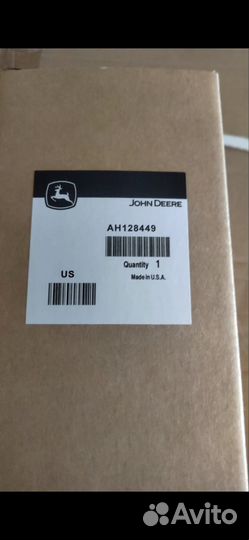 JOHN DEERE
AH128449
Quantity 1
Made in U.S.A.
US
Avito